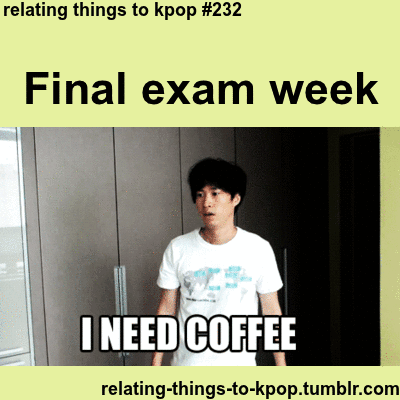 relating things to kpop #232
Final exam week
I NEED COFFEE
relating-things-to-kpop.tumblr.com